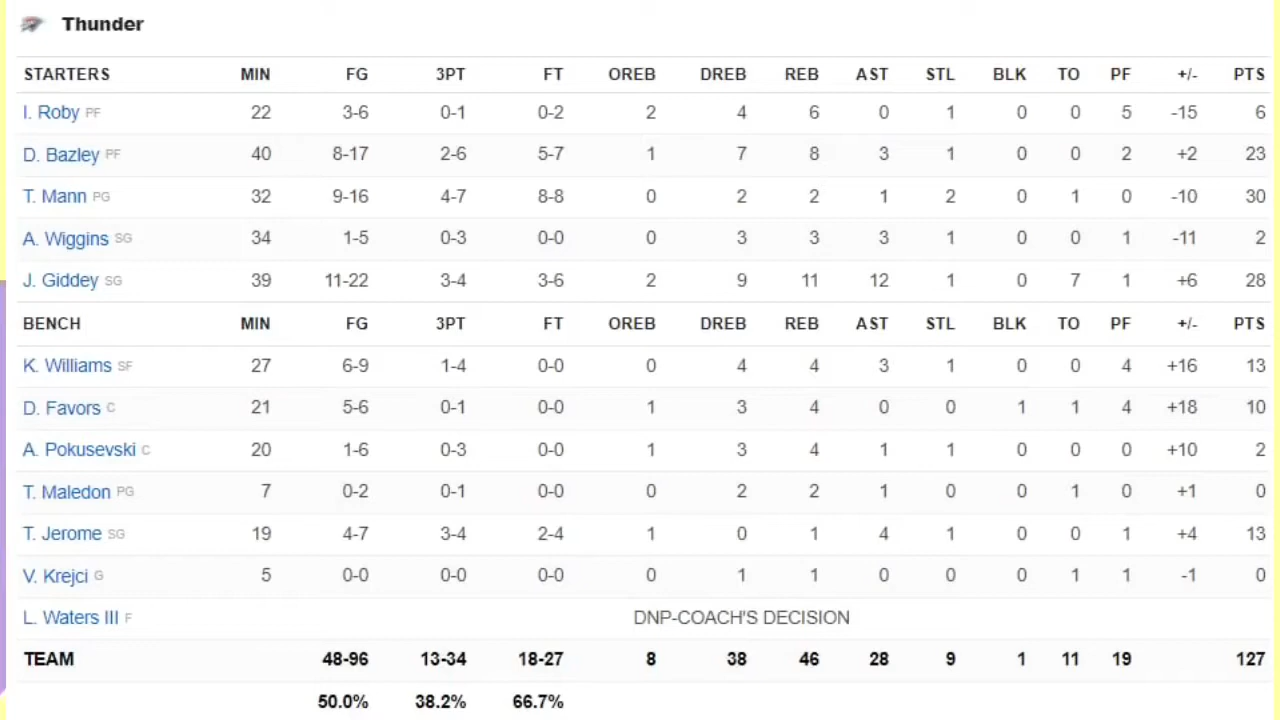 Thunder
STARTERS MIN FG 3PT FT OREB DREB REB AST STL BLK TO PF +/- PTS
I. Roby PF 22 3-6 0-1 0-2 2 4 6 0 1 0 0 5 -15 6
D. Bazley PF 40 8-17 2-6 5-7 1 7 8 3 1 0 0 2 +2 23
T. Mann PG 32 9-16 4-7 8-8 0 2 2 1 2 0 1 0 -10 30
A. Wiggins SG 34 1-5 0-3 0-0 0 3 3 3 1 0 0 1 -11 2
J. Giddey SG 39 11-22 3-4 3-6 2 9 11 12 1 0 7 1 +6 28
BENCH MIN FG 3PT FT OREB DREB REB AST STL BLK TO PF +/- PTS
K. Williams SF 27 6-9 1-4 0-0 0 4 4 3 1 0 0 4 +16 13
D. Favors C 21 5-6 0-1 0-0 1 3 4 0 0 1 1 4 +18 10
A. Pokusevski C 20 1-6 0-3 0-0 1 3 4 1 1 0 0 0 +10 2
T. Maledon PG 7 0-2 0-1 0-0 0 2 2 1 0 0 1 0 +1 0
T. Jerome SG 19 4-7 3-4 2-4 1 0 1 4 1 0 0 1 +4 13
V. Krejci G 5 0-0 0-0 0-0 0 1 1 0 0 0 1 1 -1 0
L. Waters III F DNP-COACH'S DECISION
TEAM 48-96 13-34 18-27 8 38 46 28 9 1 11 19 127
50.0% 38.2% 66.7%